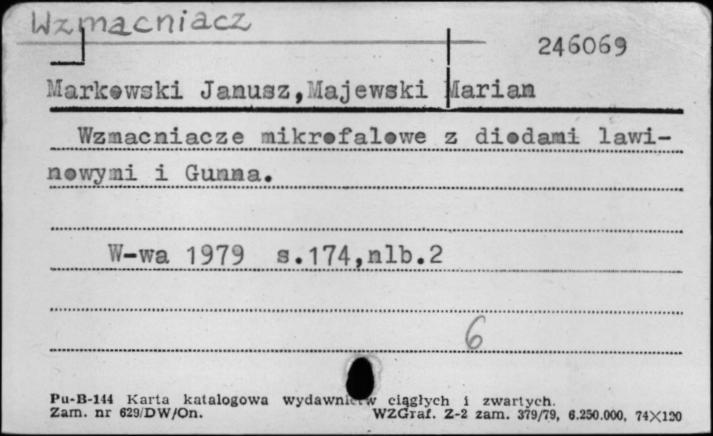 Wzmacniacz
246069
Markowski Janusz, Majewski Marian
Wzmacniacze mikrofalowe z diodami lawi-
nowymi i Gunna.
W-wa 1979 s.174,nlb.2
6
Pu-B-144 Karta katalogowa wydawnictw ciągłych i zwartych.
Zam. nr 629/DW/On. WZGraf. Z-2 zam. 379/79, 6.250.000, 74×120